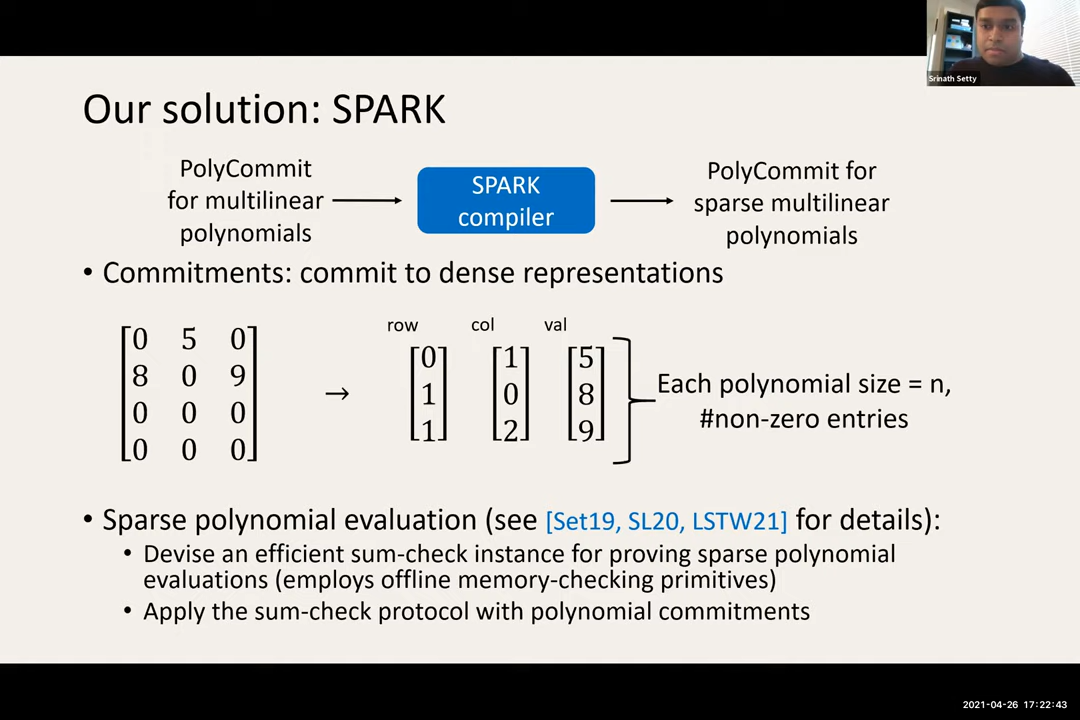 Srinath Setty
Our solution: SPARK
PolyCommit
for multilinear
polynomials
SPARK
compiler
PolyCommit for
sparse multilinear
polynomials
• Commitments: commit to dense representations
row col val
[0 5 0]
[8 0 9]
[0 0 0]
[0 0 0]
→
[0] [1] [5]
[1] [0] [8]
[1] [2] [9]
Each polynomial size = n,
#non-zero entries
• Sparse polynomial evaluation (see [Set19, SL20, LSTW21] for details):
• Devise an efficient sum-check instance for proving sparse polynomial
evaluations (employs offline memory-checking primitives)
• Apply the sum-check protocol with polynomial commitments
2021-04-26 17:22:43